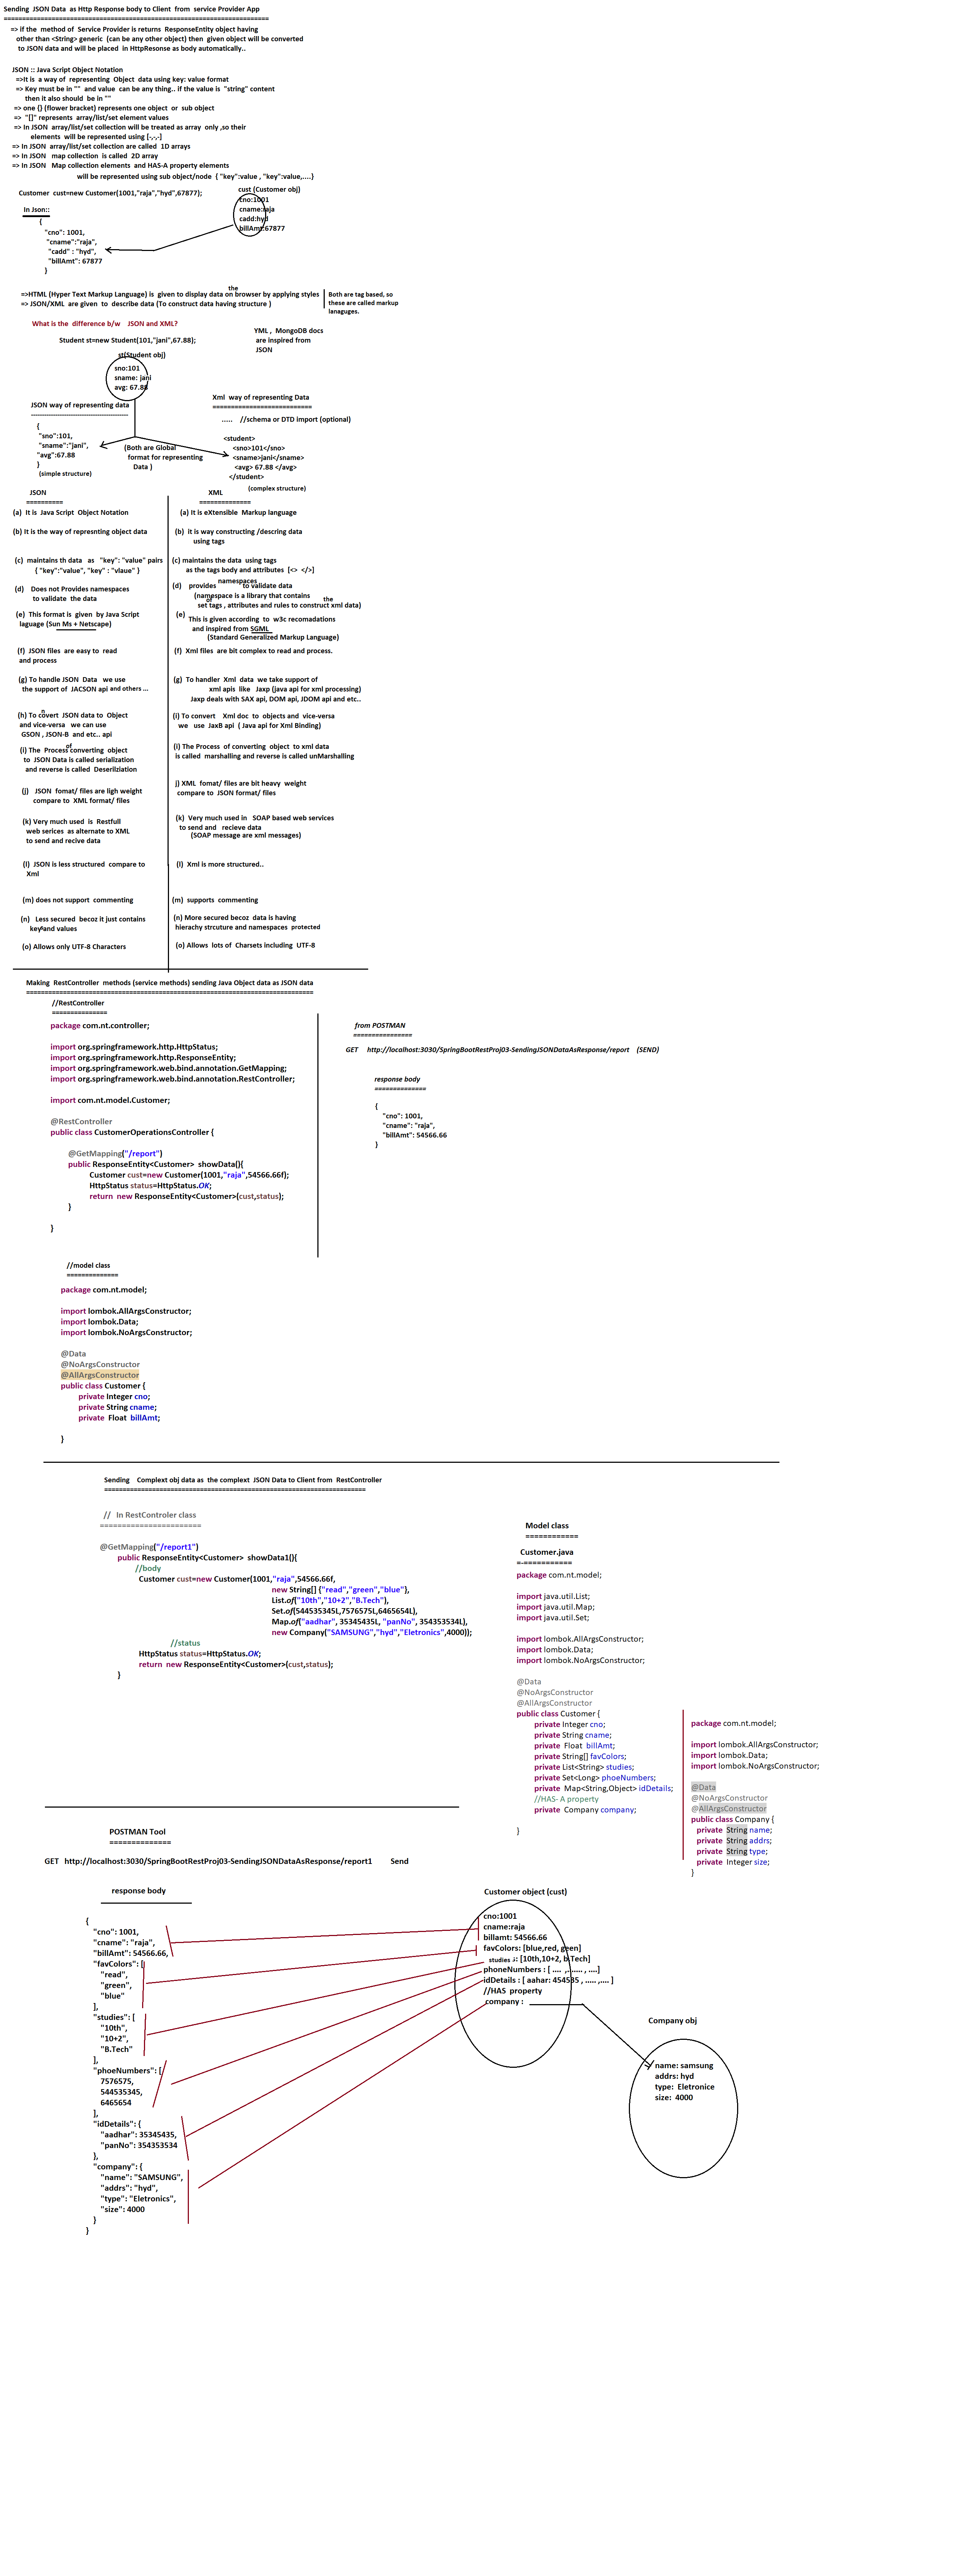 Sending  JSON Data  as Http Response body to Client  from  service Provider App
=> if the  method of  Service Provider is returns  ResponseEntity object having
other than <String> generic  (can be any other object) then  given object will be converted
to JSON data and will be placed  in HttpResonse as body automatically..
JSON :: Java Script Object Notation
=>It is  a way of  representing  Object  data using key: value format
=> Key must be in ""  and value  can be any thing.. if the value is  "string" content
then it also should  be in ""
=> one {} (flower bracket) represents one object  or  sub object
=>  "[]" represents  array/list/set element values
=> In JSON  array/list/set collection will be treated as array  only ,so their
elements  will be represented using [-,-,-]
=> In JSON  array/list/set collection are called  1D arrays
=> In JSON   map collection  is called  2D array
=> In JSON   Map collection elements  and HAS-A property elements
will be represented using sub object/node  { "key":value , "key":value,....}
Customer  cust=new Customer(1001,"raja","hyd",67877);
cust (Customer obj)
cno:1001
cname:raja
cadd:hyd
billAmt:67877
In Json::
{
"cno": 1001,
"cname":"raja",
"cadd" : "hyd",
"billAmt": 67877
}
the
=>HTML (Hyper Text Markup Language) is  given to display data on browser by applying styles
=> JSON/XML  are given  to  describe data (To construct data having structure )
Both are tag based, so
these are called markup
lanaguges.
What is the  difference b/w    JSON and XML?
YML ,  MongoDB docs
are inspired from
JSON
Student st=new Student(101,"jani",67.88);
st(Student obj)
sno:101
sname: jani
avg: 67.88
JSON way of representing data
{
"sno":101,
"sname":"jani",
"avg":67.88
}
(simple structure)
(Both are Global
format for representing
Data )
Xml  way of representing Data
.....    //schema or DTD import (optional)
<student>
<sno>101</sno>
<sname>jani</sname>
<avg> 67.88 </avg>
</student>
(complex structure)
JSON
XML
(a)  It is  Java Script  Object Notation
(a) It is eXtensible  Markup language
(b) It is the way of represnting object data
(b)  it is way constructing /descring data
using tags
(c)  maintains th data   as   "key": "value" pairs
{ "key":"value", "key" : "vlaue" }
(c) maintains the data  using tags
as the tags body and attributes  [<>  </>]
(d)    Does not Provides namespaces
to validate  the data
namespaces
(d)    provides               to validate data
(namespace is a library that contains
of                                                    the
set tags , attributes and rules to construct xml data)
(e)  This format is  given  by Java Script
laguage (Sun Ms + Netscape)
(e)
This is given according  to  w3c recomadations
and inspired from SGML
(Standard Generalized Markup Language)
(f)  JSON files  are easy to  read
and process
(f)  Xml files  are bit complex to read and process.
(g) To handle JSON  Data   we use
the support of  JACSON api and others ...
(g)  To handler  Xml  data  we take support of
xml apis  like   Jaxp (java api for xml processing)
Jaxp deals with SAX api, DOM api, JDOM api and etc..
n
(h) To covert  JSON data to  Object
and vice-versa   we can use
GSON , JSON-B  and etc.. api
(i) To convert    Xml doc  to objects and  vice-versa
we   use  JaxB api  ( Java api for Xml Binding)
of
(i) The  Process converting  object
to  JSON Data is called serialization
and reverse is called  Deserilziation
(i) The Process of converting  object  to xml data
is called  marshalling and reverse is called unMarshalling
(j)   JSON  fomat/ files are ligh weight
compare to  XML format/ files
j) XML  fomat/ files are bit heavy  weight
compare to  JSON format/ files
(k) Very much used  is  Restfull
web serices  as alternate to XML
to send and recive data
(k)  Very much used in   SOAP based web services
to send and   recieve data
(SOAP message are xml messages)
(l)  JSON is less structured  compare to
Xml
(l)  Xml is more structured..
(m) does not support  commenting
(m)  supports  commenting
(n)   Less secured  becoz it just contains
key and values
(n) More secured becoz  data is having
hierachy strcuture and namespaces  protected
(o) Allows only UTF-8 Characters
(o) Allows  lots of  Charsets including  UTF-8
Making  RestController  methods (service methods) sending Java Object data as JSON data
//RestController
package com.nt.controller;
import org.springframework.http.HttpStatus;
import org.springframework.http.ResponseEntity;
import org.springframework.web.bind.annotation.GetMapping;
import org.springframework.web.bind.annotation.RestController;
import com.nt.model.Customer;
@RestController
public class CustomerOperationsController {
@GetMapping("/report")
public ResponseEntity<Customer>  showData(){
Customer cust=new Customer(1001,"raja",54566.66f);
HttpStatus status=HttpStatus.OK;
return  new ResponseEntity<Customer>(cust,status);
}
}
from POSTMAN
GET     http://localhost:3030/SpringBootRestProj03-SendingJSONDataAsResponse/report    (SEND)
response body
{
"cno": 1001,
"cname": "raja",
"billAmt": 54566.66
}
//model class
package com.nt.model;
import lombok.AllArgsConstructor;
import lombok.Data;
import lombok.NoArgsConstructor;
@Data
@NoArgsConstructor
@AllArgsConstructor
public class Customer {
private Integer cno;
private String cname;
private  Float  billAmt;
}
Sending    Complext obj data as  the complext  JSON Data to Client from  RestController
//  In RestControler class
@GetMapping("/report1")
public ResponseEntity<Customer>  showData1(){
//body
Customer cust=new Customer(1001,"raja",54566.66f,
new String[] {"read","green","blue"},
List.of("10th","10+2","B.Tech"),
Set.of(544535345L,7576575L,6465654L),
Map.of("aadhar", 35345435L, "panNo", 354353534L),
new Company("SAMSUNG","hyd","Eletronics",4000));
//status
HttpStatus status=HttpStatus.OK;
return  new ResponseEntity<Customer>(cust,status);
}
Model class
Customer.java
package com.nt.model;
import java.util.List;
import java.util.Map;
import java.util.Set;
import lombok.AllArgsConstructor;
import lombok.Data;
import lombok.NoArgsConstructor;
@Data
@NoArgsConstructor
@AllArgsConstructor
public class Customer {
private Integer cno;
private String cname;
private  Float  billAmt;
private String[] favColors;
private List<String> studies;
private Set<Long> phoeNumbers;
private  Map<String,Object> idDetails;
//HAS- A property
private  Company company;
}
package com.nt.model;
import lombok.AllArgsConstructor;
import lombok.Data;
import lombok.NoArgsConstructor;
@Data
@NoArgsConstructor
@AllArgsConstructor
public class Company {
private  String name;
private  String addrs;
private  String type;
private  Integer size;
}
POSTMAN Tool
GET   http://localhost:3030/SpringBootRestProj03-SendingJSONDataAsResponse/report1         Send
response body
{
"cno": 1001,
"cname": "raja",
"billAmt": 54566.66,
"favColors": [
"read",
"green",
"blue"
],
"studies": [
"10th",
"10+2",
"B.Tech"
],
"phoeNumbers": [
7576575,
544535345,
6465654
],
"idDetails": {
"aadhar": 35345435,
"panNo": 354353534
},
"company": {
"name": "SAMSUNG",
"addrs": "hyd",
"type": "Eletronics",
"size": 4000
}
}
Customer object (cust)
cno:1001
cname:raja
billamt: 54566.66
favColors: [blue,red, geen]
studies : [10th,10+2, b.Tech]
phoneNumbers : [ .... ,....... , ....]
idDetails : [ aahar: 454535 , ..... ,.... ]
//HAS  property
company :
Company obj
name: samsung
addrs: hyd
type:  Eletronice
size:  4000